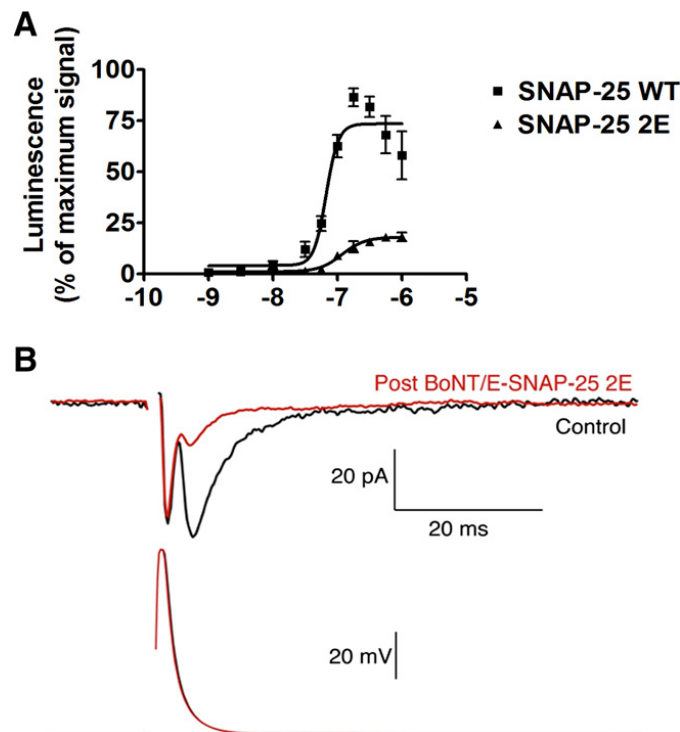 A
Luminescence
(% of maximum signal)
100
75
50
25
0
-10
-9
-8
-7
-6
-5
SNAP-25 WT
SNAP-25 2E
B
Post BoNT/E-SNAP-25 2E
Control
20 pA
20 ms
20 mV